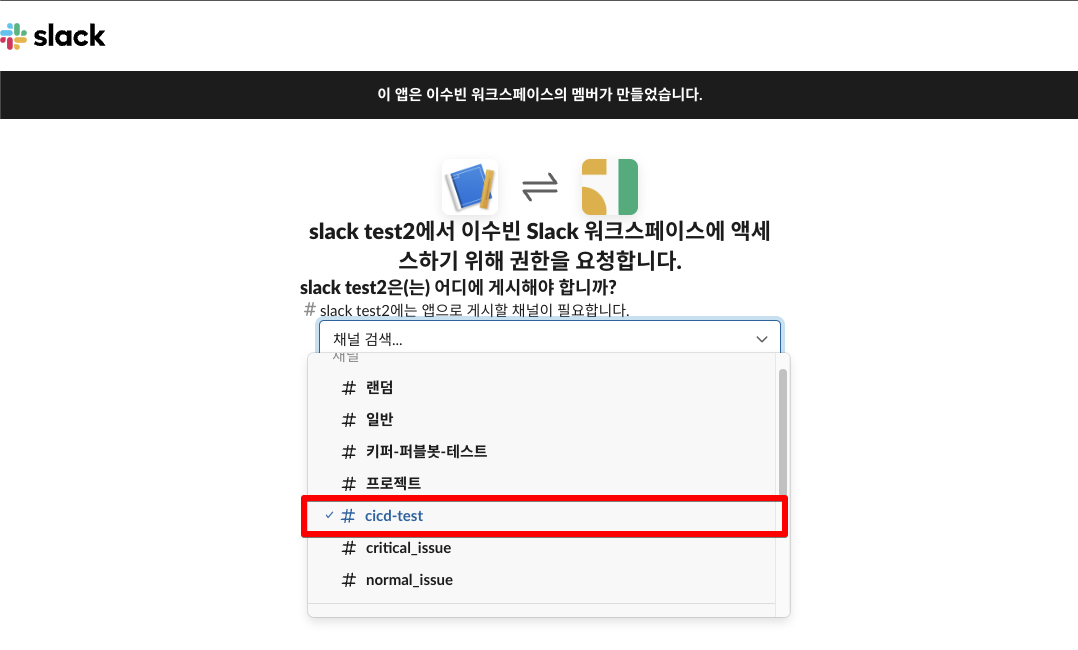 slack
이 앱은 이수빈 워크스페이스의 멤버가 만들었습니다.
slack test2에서 이수빈 Slack 워크스페이스에 액세
스하기 위해 권한을 요청합니다.
slack test2은(는) 어디에 게시해야 합니까?
# slack test2에는 앱으로 게시할 채널이 필요합니다.
채널 검색...
채널
# 랜덤
# 일반
# 키퍼-퍼블봇-테스트
# 프로젝트
✓ # cicd-test
# critical_issue
# normal_issue